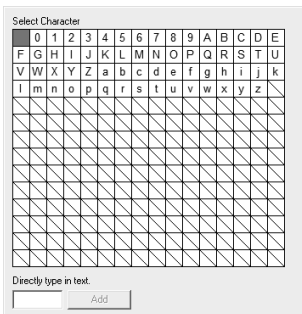 Select Character
0 1 2 3 4 5 6 7 8 9 A B C D E
F G H I J K L M N O P Q R S T U
V W X Y Z a b c d e f g h i j k
l m n o p q r s t u v w x y z
Directly type in text.
Add